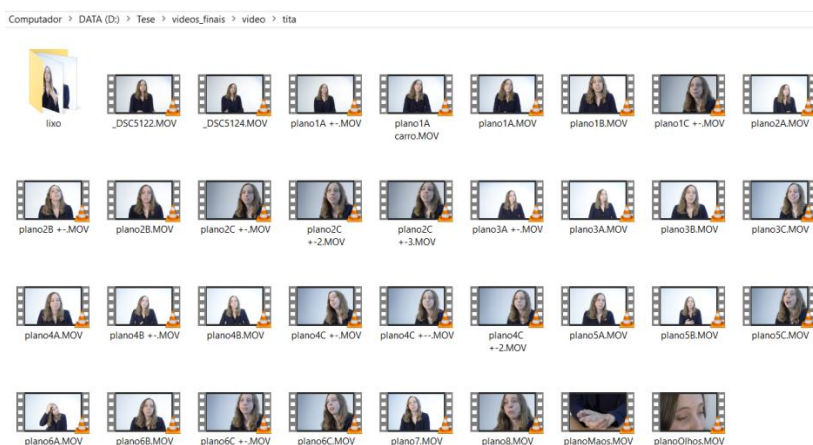 Computador > DATA (D:) > Tese > videos_finais > video > tita
lixo
_DSC5122.MOV
_DSC5124.MOV
plano1A +-.MOV
plano1A
carro.MOV
plano1A.MOV
plano1B.MOV
plano1C +-.MOV
plano2A.MOV
plano2B +-.MOV
plano2B.MOV
plano2C +-.MOV
plano2C
+-2.MOV
plano2C
+-3.MOV
plano3A +-.MOV
plano3A.MOV
plano3B.MOV
plano3C.MOV
plano4A.MOV
plano4B +-.MOV
plano4B.MOV
plano4C +-.MOV
plano4C +--.MOV
plano4C
+-2.MOV
plano5A.MOV
plano5B.MOV
plano5C.MOV
plano6A.MOV
plano6B.MOV
plano6C +-.MOV
plano6C.MOV
plano7.MOV
plano8.MOV
planoMaos.MOV
planoOlhos.MOV